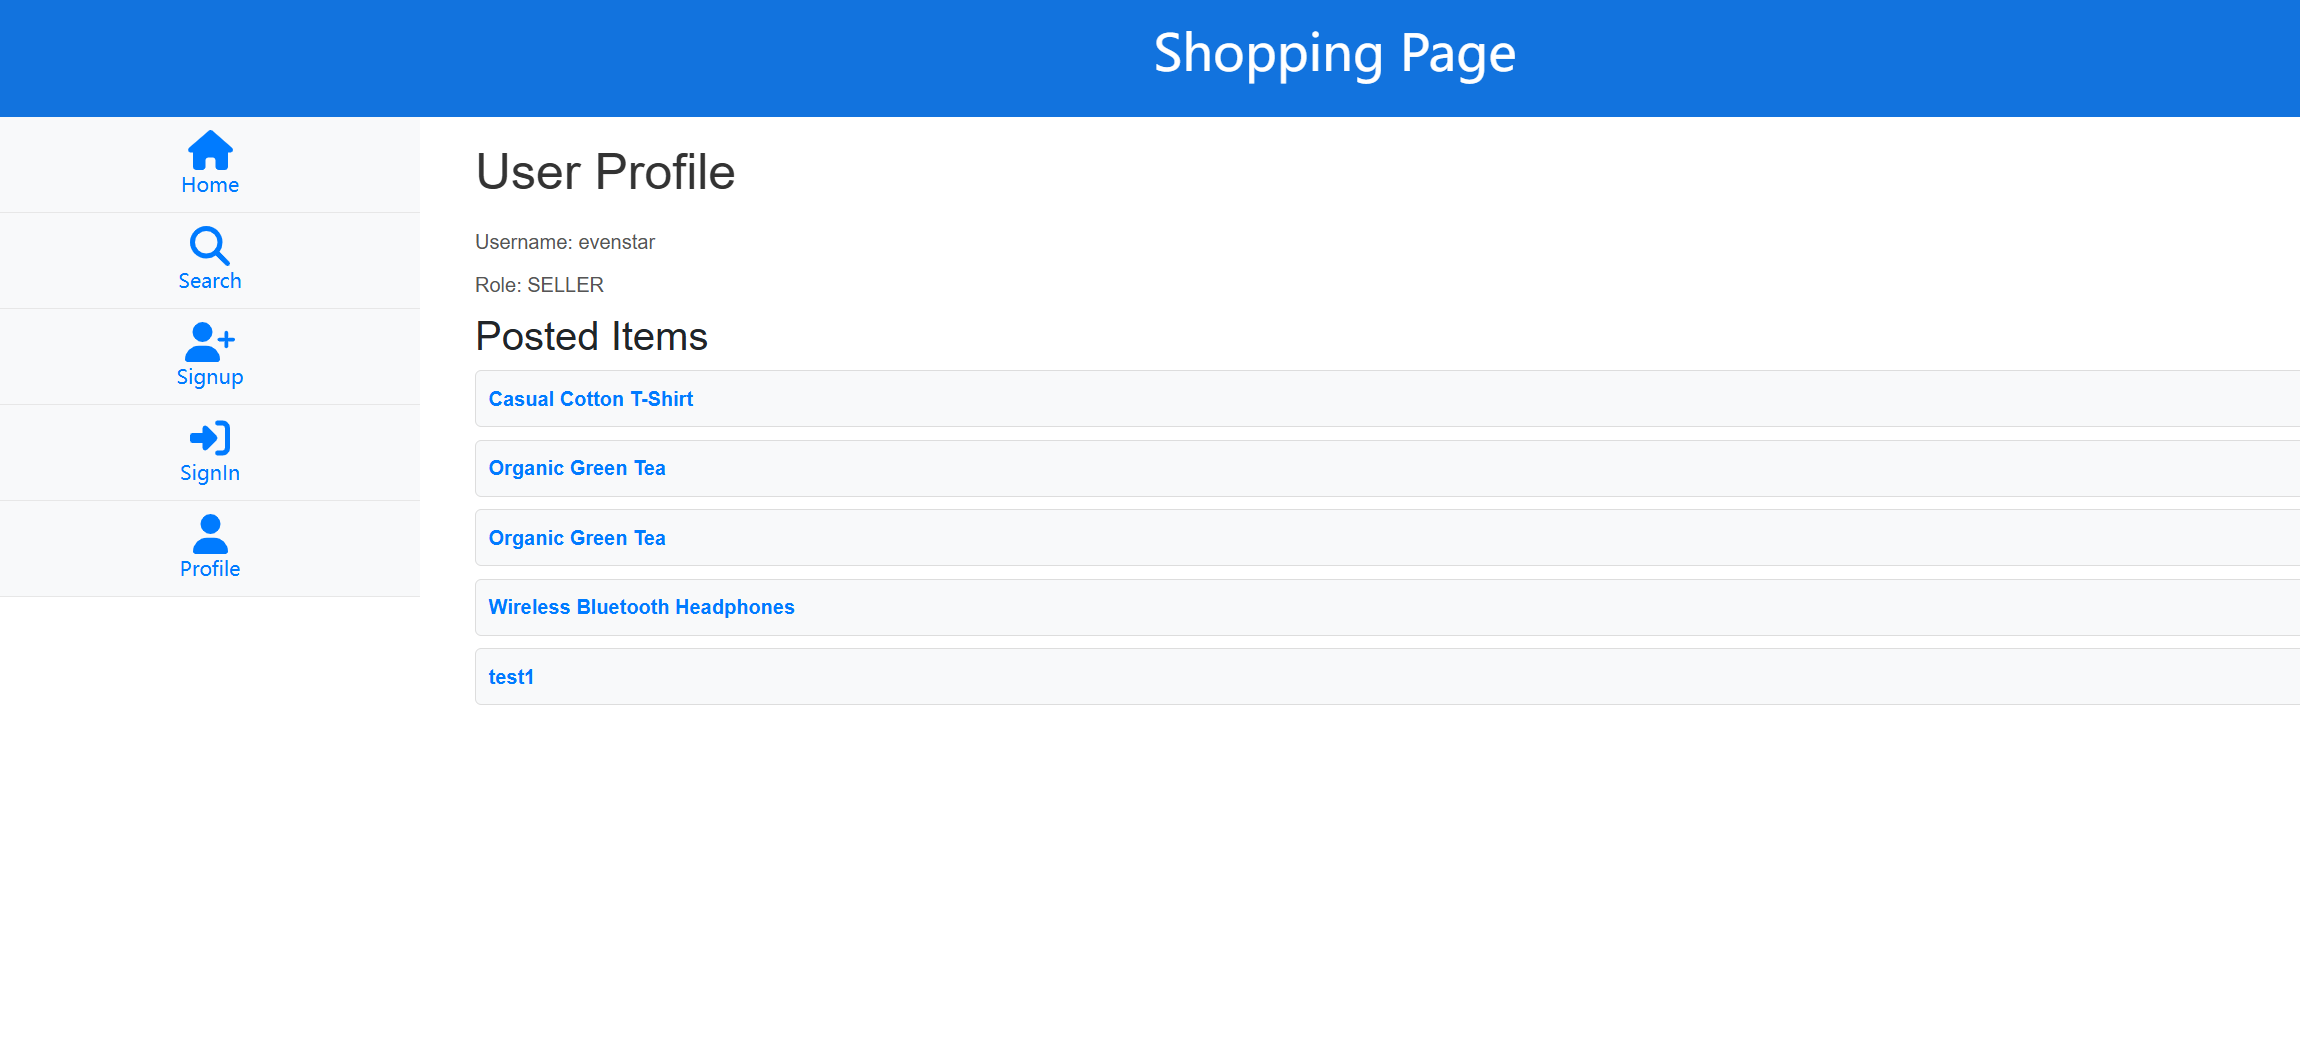 Shopping Page
Home
Search
Signup
SignIn
Profile
User Profile
Username: evenstar
Role: SELLER
Posted Items
Casual Cotton T-Shirt
Organic Green Tea
Organic Green Tea
Wireless Bluetooth Headphones
test1